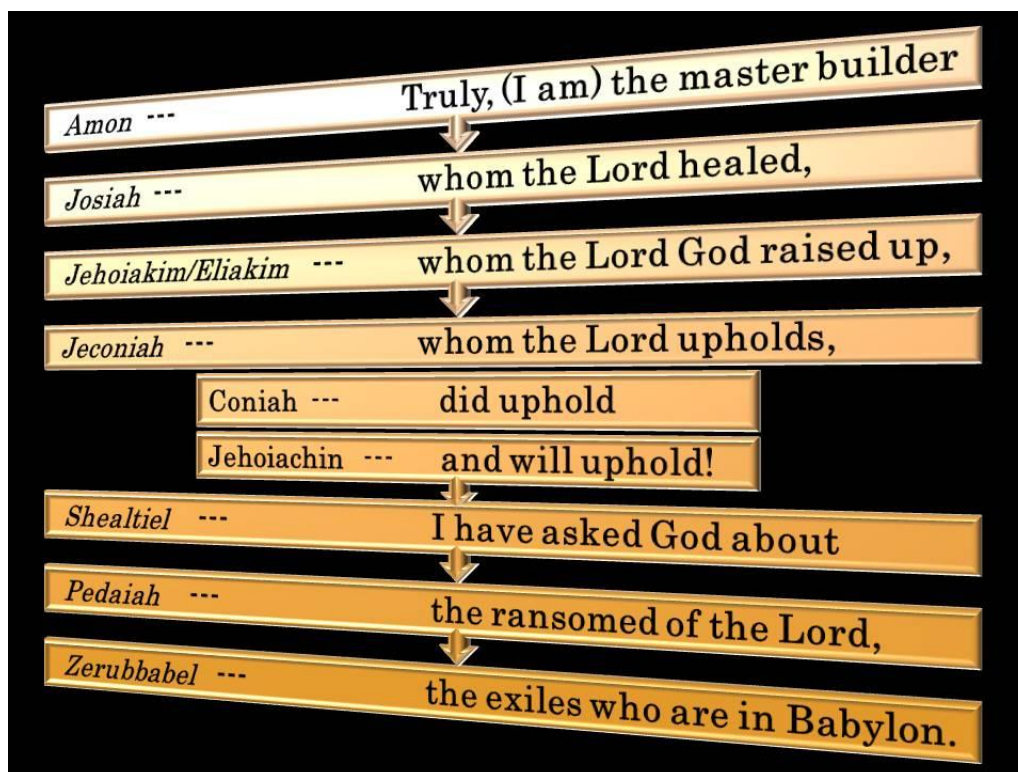 Amon --- Truly, (I am) the master builder
Josiah --- whom the Lord healed,
Jehoiakim/Eliakim --- whom the Lord God raised up,
Jeconiah --- whom the Lord upholds,
Coniah --- did uphold
Jehoiachin --- and will uphold!
Shealtiel --- I have asked God about
Pedaiah --- the ransomed of the Lord,
Zerubbabel --- the exiles who are in Babylon.